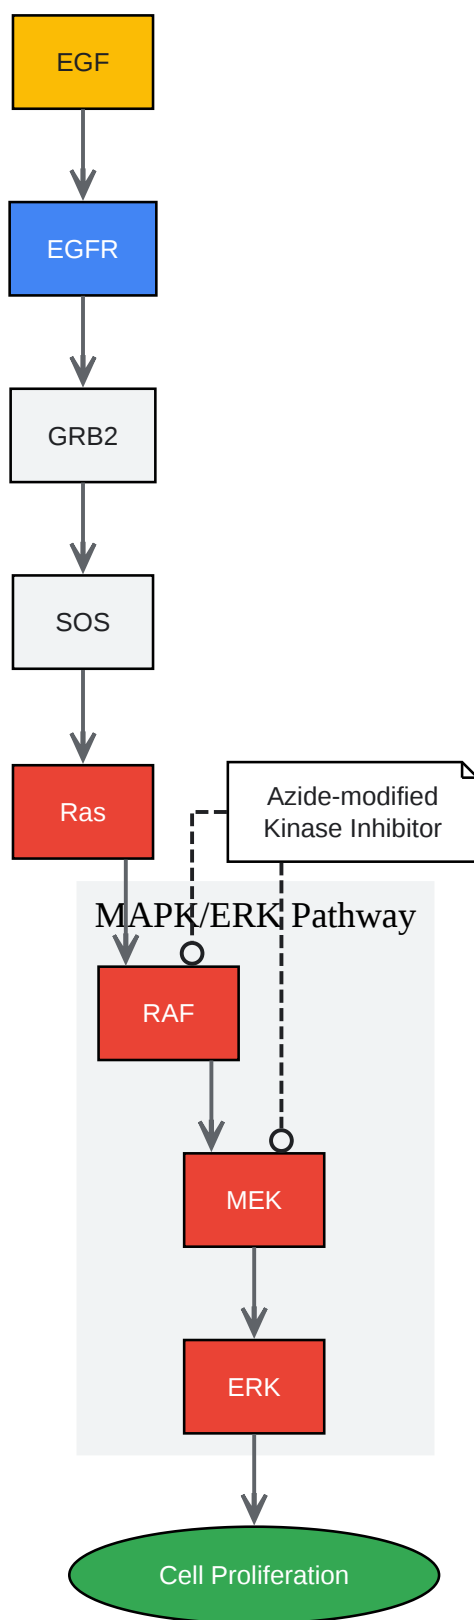 EGF
EGFR
GRB2
SOS
Ras
Azide-modified
Kinase Inhibitor
MAPK/ERK Pathway
RAF
MEK
ERK
Cell Proliferation